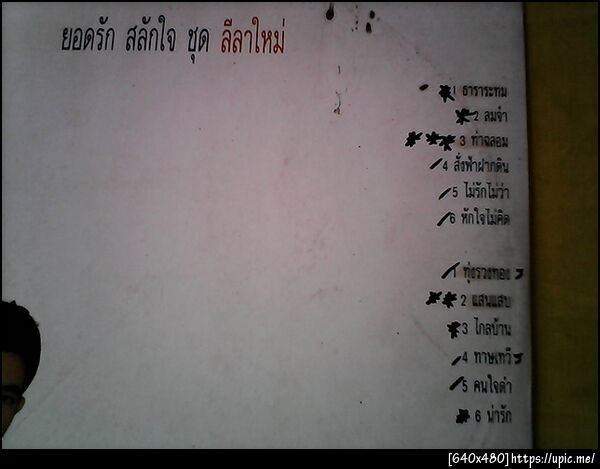 ยอดรัก สลักใจ ชุด ลีลาใหม่
1 ธาราระทม
2 ลมจ๋า
3 ท่าฉลอม
4 สั่งฟ้าฝากดิน
5 ไม่รักไม่ว่า
6 หักใจไม่คิด
1 ทุ่งรวงทอง
2 แสนแสบ
3 ไกลบ้าน
4 ทาษเทวี
5 คนใจดำ
6 น่ารัก
[640x480]https://upic.me/